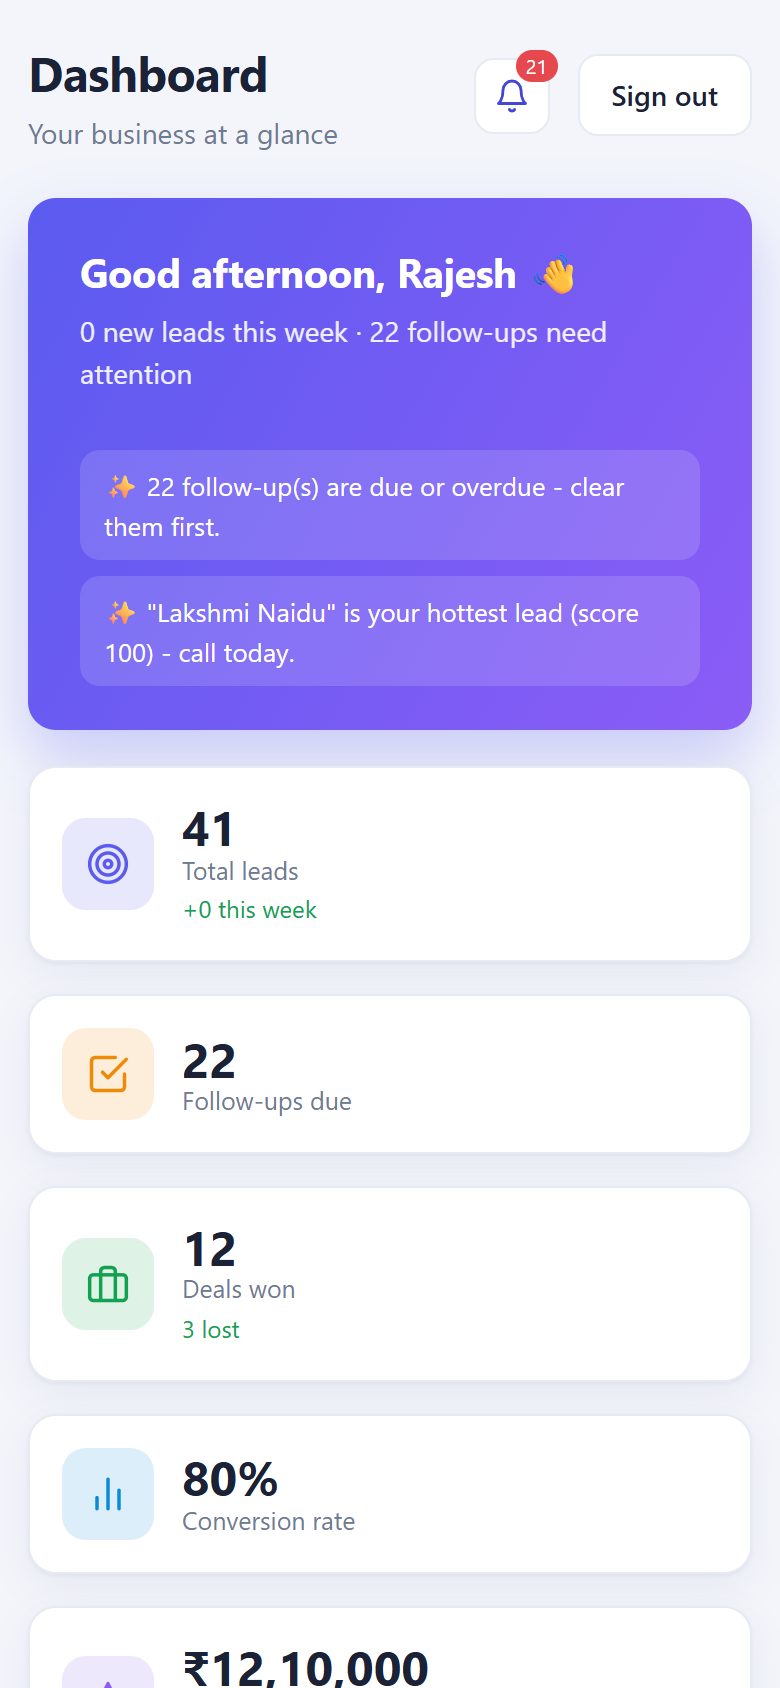 Dashboard
21
Sign out
Your business at a glance
Good afternoon, Rajesh 👋
0 new leads this week · 22 follow-ups need
attention
✨ 22 follow-up(s) are due or overdue - clear
them first.
✨ "Lakshmi Naidu" is your hottest lead (score
100) - call today.
41
Total leads
+0 this week
22
Follow-ups due
12
Deals won
3 lost
80%
Conversion rate
₹12,10,000